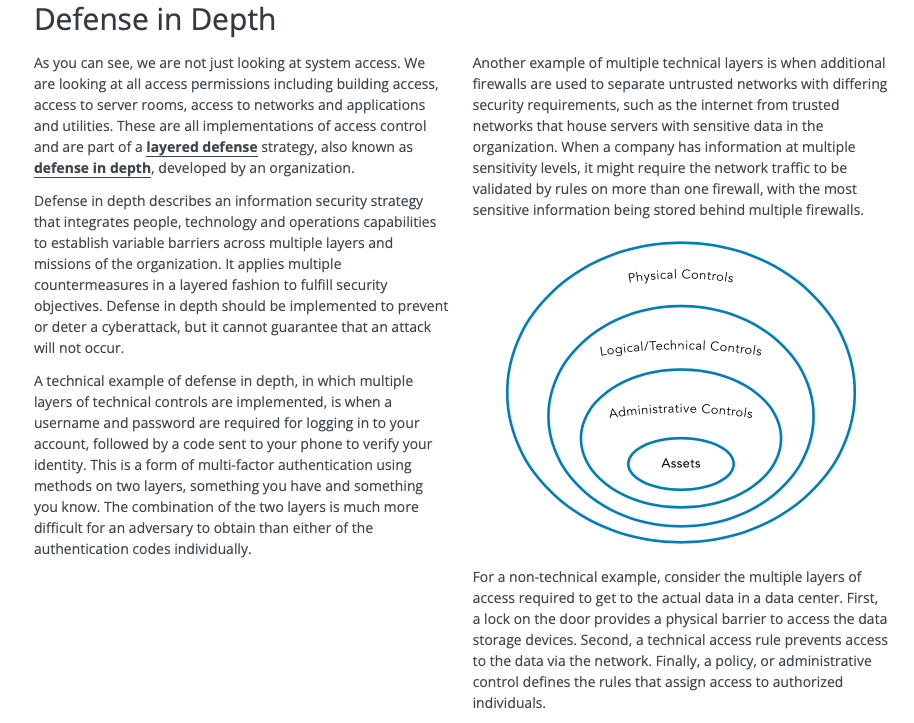 Defense in Depth
As you can see, we are not just looking at system access. We
are looking at all access permissions including building access,
access to server rooms, access to networks and applications
and utilities. These are all implementations of access control
and are part of a layered defense strategy, also known as
defense in depth, developed by an organization.
Defense in depth describes an information security strategy
that integrates people, technology and operations capabilities
to establish variable barriers across multiple layers and
missions of the organization. It applies multiple
countermeasures in a layered fashion to fulfill security
objectives. Defense in depth should be implemented to prevent
or deter a cyberattack, but it cannot guarantee that an attack
will not occur.
A technical example of defense in depth, in which multiple
layers of technical controls are implemented, is when a
username and password are required for logging in to your
account, followed by a code sent to your phone to verify your
identity. This is a form of multi-factor authentication using
methods on two layers, something you have and something
you know. The combination of the two layers is much more
difficult for an adversary to obtain than either of the
authentication codes individually.
Another example of multiple technical layers is when additional
firewalls are used to separate untrusted networks with differing
security requirements, such as the internet from trusted
networks that house servers with sensitive data in the
organization. When a company has information at multiple
sensitivity levels, it might require the network traffic to be
validated by rules on more than one firewall, with the most
sensitive information being stored behind multiple firewalls.
Physical Controls
Logical/Technical Controls
Administrative Controls
Assets
For a non-technical example, consider the multiple layers of
access required to get to the actual data in a data center. First,
a lock on the door provides a physical barrier to access the data
storage devices. Second, a technical access rule prevents access
to the data via the network. Finally, a policy, or administrative
control defines the rules that assign access to authorized
individuals.